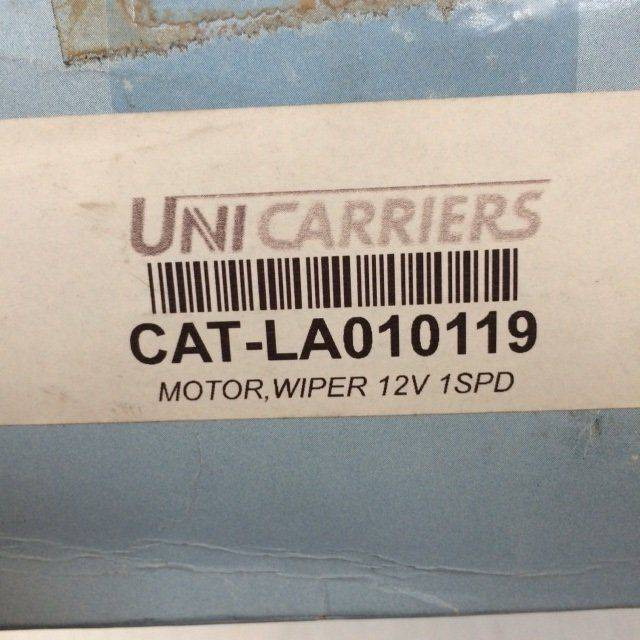 UNICARRIERS
CAT-LA010119
MOTOR,WIPER 12V 1SPD